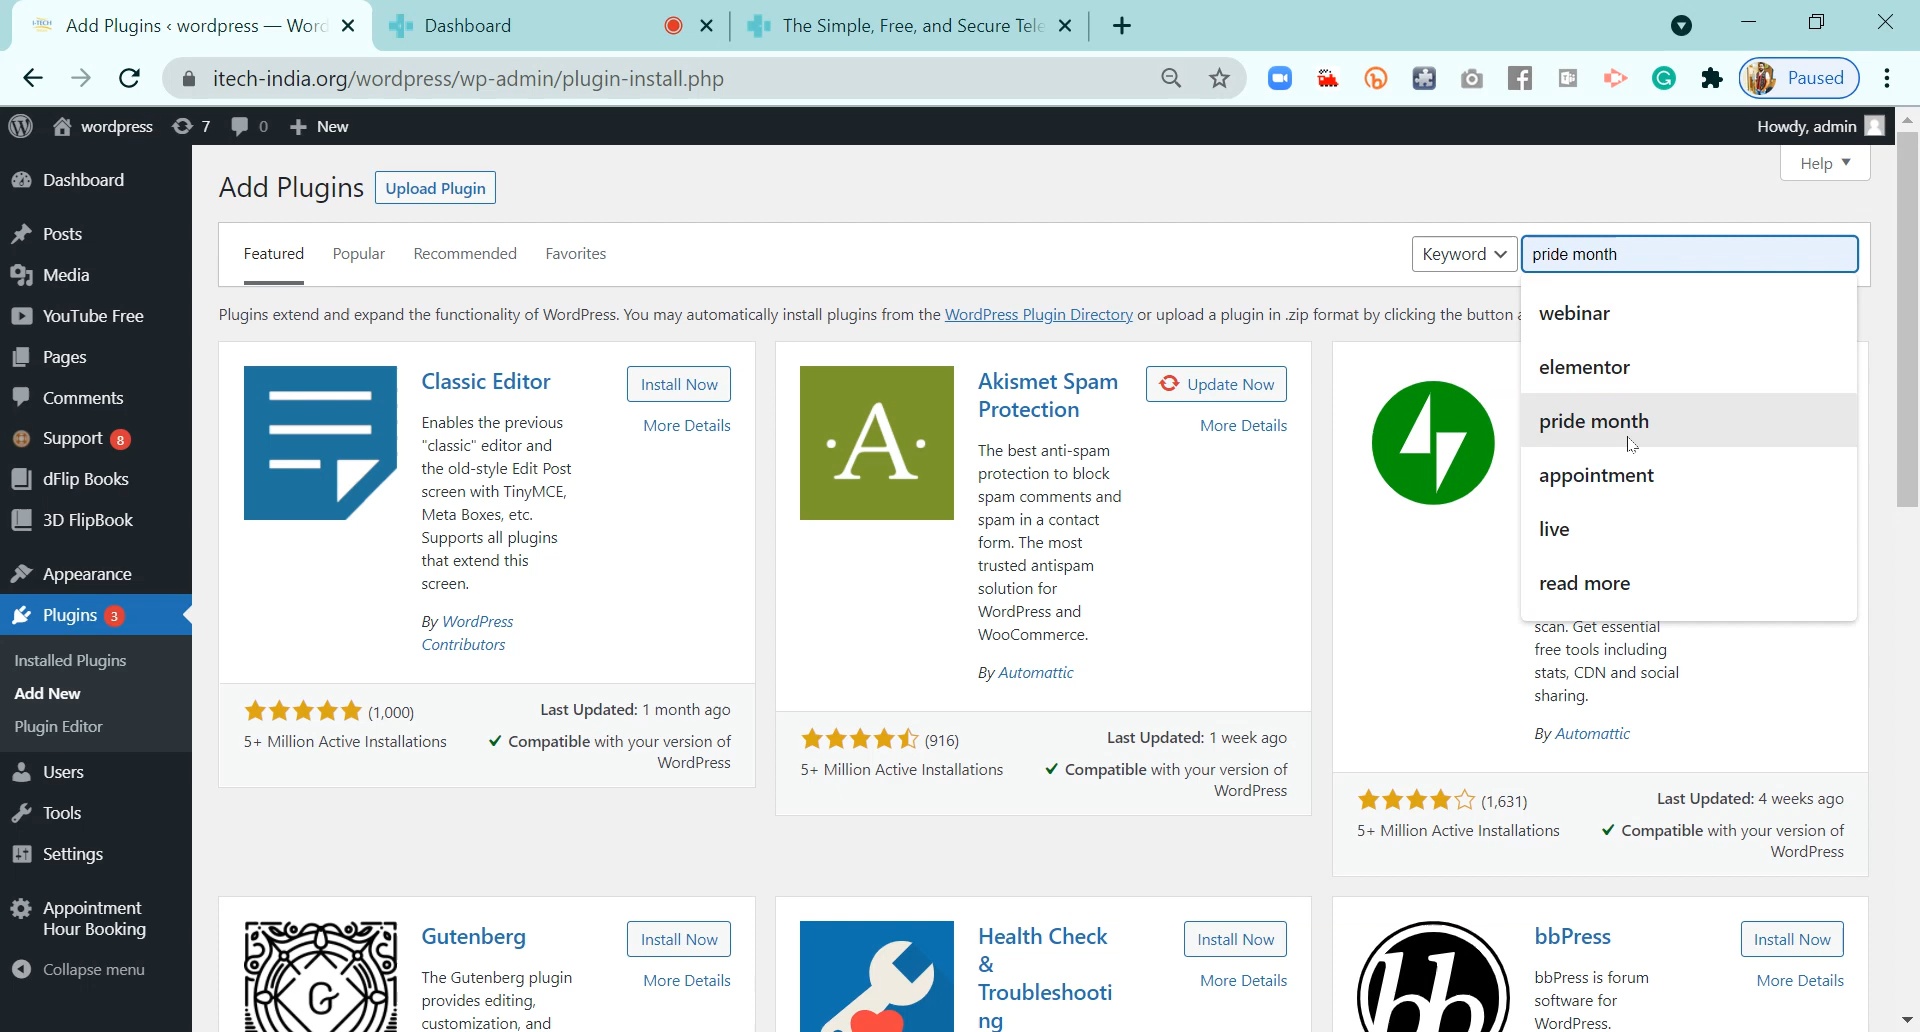 Add Plugins ‹ wordpress — Word
Dashboard
The Simple, Free, and Secure Tele
itech-india.org/wordpress/wp-admin/plugin-install.php
Paused
wordpress
7
0
New
Howdy, admin
Help
Dashboard
Posts
Media
YouTube Free
Pages
Comments
Support 8
dFlip Books
3D FlipBook
Appearance
Plugins 3
Installed Plugins
Add New
Plugin Editor
Users
Tools
Settings
Appointment
Hour Booking
Collapse menu
Add Plugins
Upload Plugin
Featured
Popular
Recommended
Favorites
Keyword
pride month
webinar
elementor
pride month
appointment
live
read more
Plugins extend and expand the functionality of WordPress. You may automatically install plugins from the WordPress Plugin Directory or upload a plugin in .zip format by clicking the button
Classic Editor
Install Now
More Details
Enables the previous
"classic" editor and
the old-style Edit Post
screen with TinyMCE,
Meta Boxes, etc.
Supports all plugins
that extend this
screen.
By WordPress
Contributors
(1,000)
Last Updated: 1 month ago
5+ Million Active Installations
Compatible with your version of
WordPress
A
Akismet Spam
Protection
Update Now
More Details
The best anti-spam
protection to block
spam comments and
spam in a contact
form. The most
trusted antispam
solution for
WordPress and
WooCommerce.
By Automattic
(916)
Last Updated: 1 week ago
5+ Million Active Installations
Compatible with your version of
WordPress
scan. Get essential
free tools including
stats, CDN and social
sharing.
By Automattic
(1,631)
Last Updated: 4 weeks ago
5+ Million Active Installations
Compatible with your version of
WordPress
G
Gutenberg
Install Now
More Details
The Gutenberg plugin
provides editing,
customization, and
Health Check
&
Troubleshooti
ng
Install Now
More Details
bb
bbPress
Install Now
More Details
bbPress is forum
software for
WordPress.